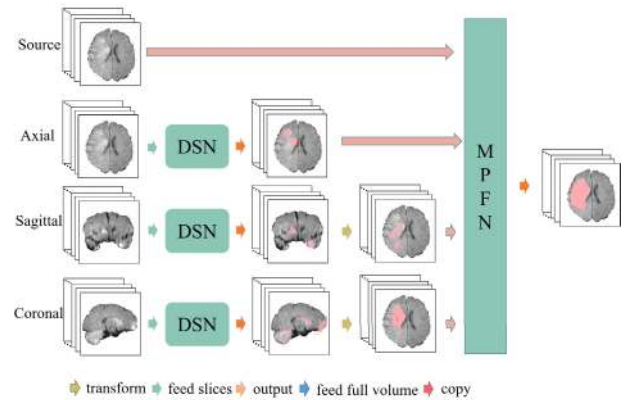 Source
Axial
DSN
Sagittal
DSN
Coronal
DSN
M
P
F
N
transform
feed slices
output
feed full volume
copy